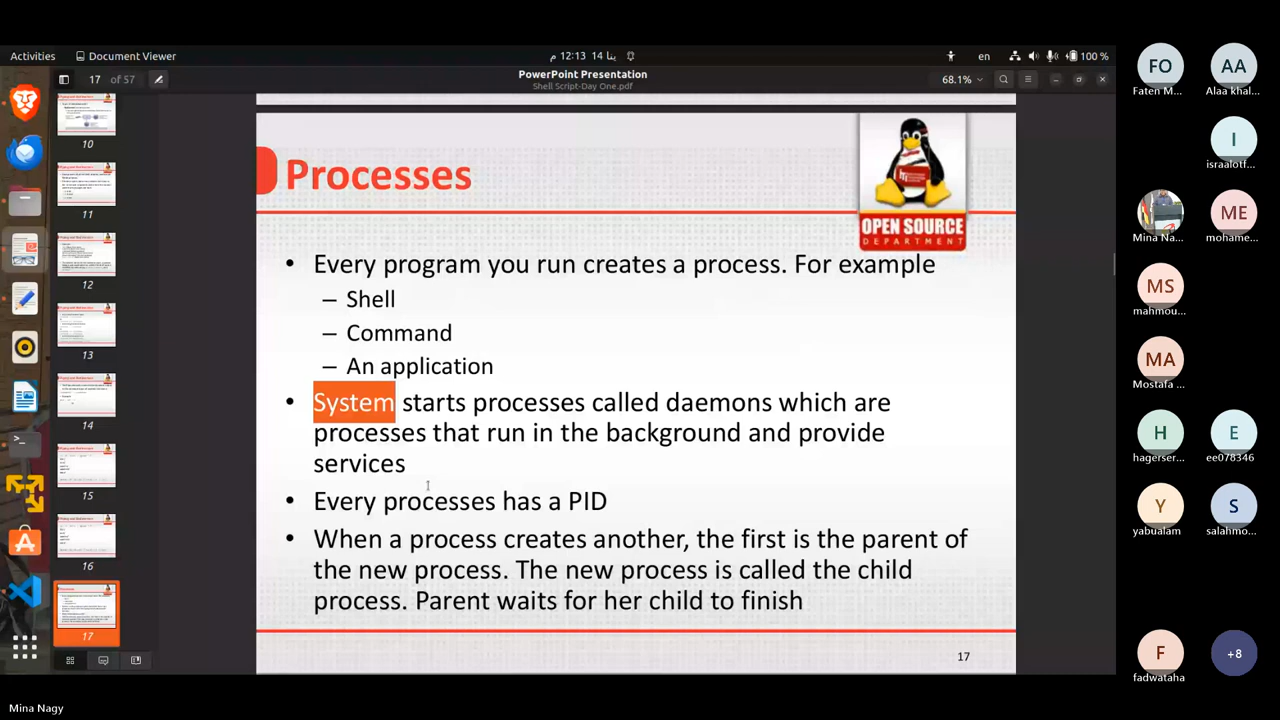 Activities
Document Viewer
يبا 14 12:13 م
en
100 %
17 of 57
PowerPoint Presentation
Shell Script-Day One.pdf
68.1%
10
11
12
13
14
15
16
17
Processes
OPEN SOURCE
DEPARTMENT
• Every program you run creates a process. For example
– Shell
– Command
– An application
• System starts processes called daemons which are
processes that run in the background and provide
services
• Every processes has a PID
• When a process creates another, the first is the parent of
the new process. The new process is called the child
process. Parent waits for her child to finish
17
FO
Faten M...
AA
Alaa khal...
I
israalotf...
Mina Na...
ME
mohame...
MS
mahmou...
MA
Mostafa ...
H
hagerser...
E
ee078346
Y
yabualam
S
salahmo...
F
fadwataha
+8
Mina Nagy